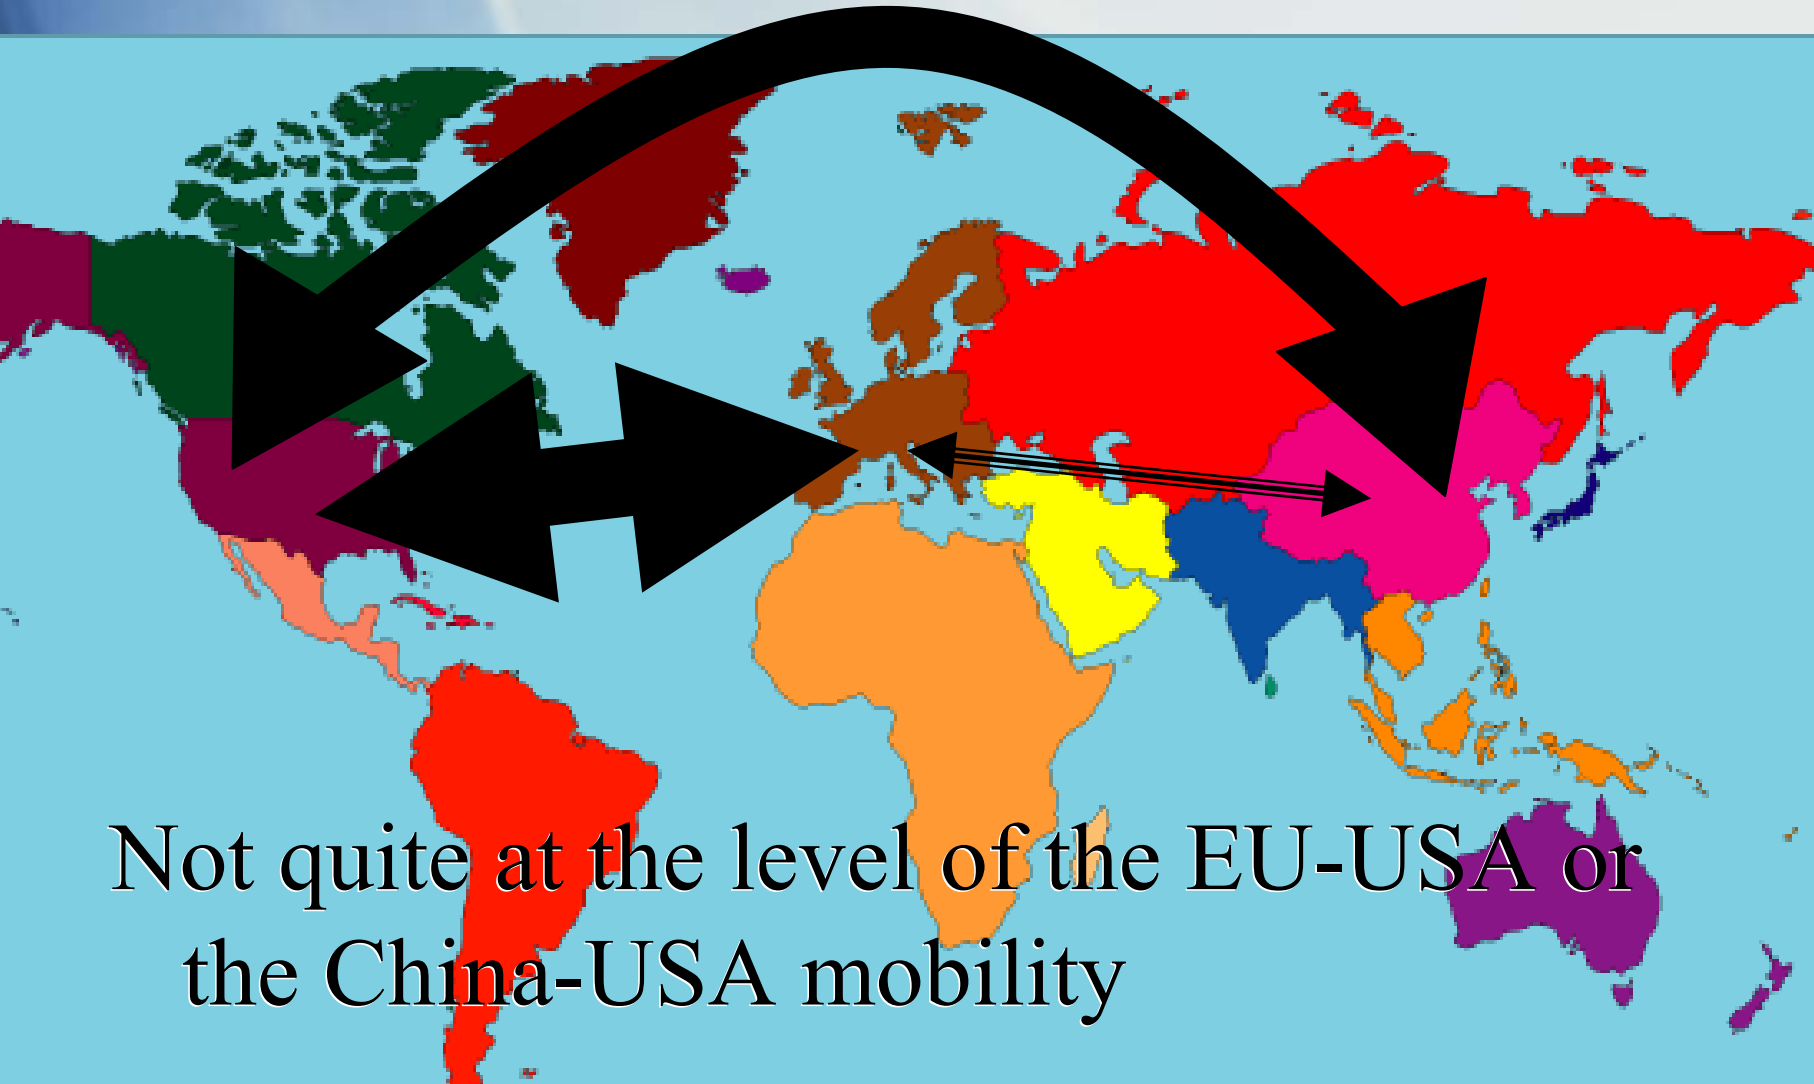 Not quite at the level of the EU-USA or
the China-USA mobility